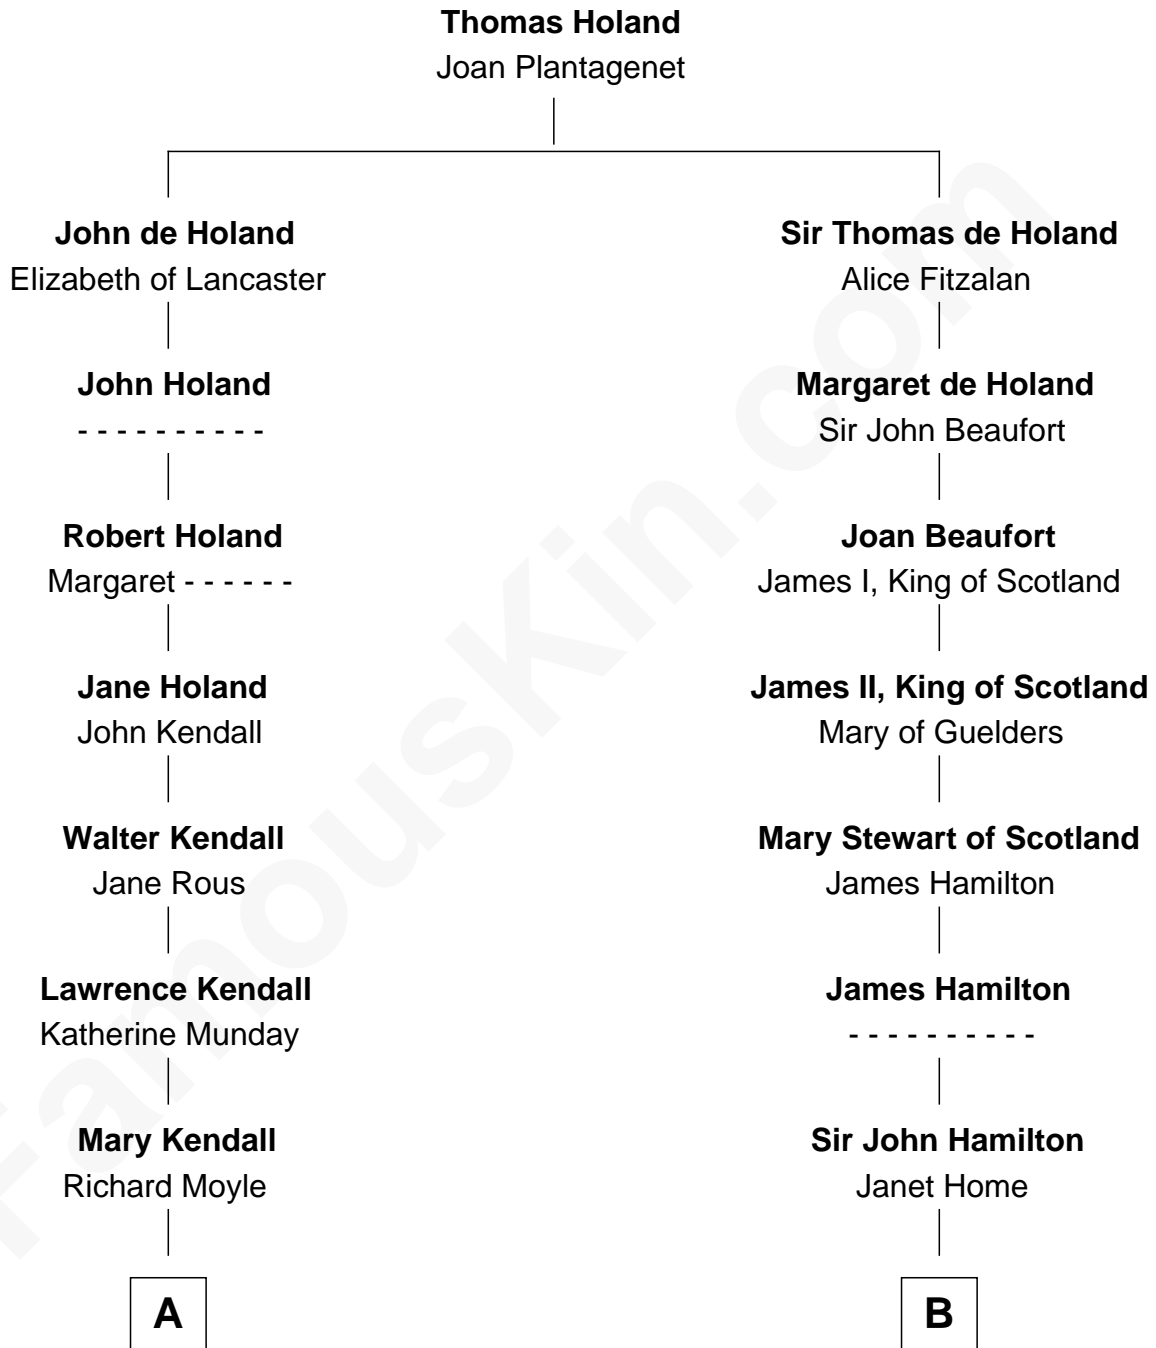 Thomas Holand
Joan Plantagenet
John de Holand
Elizabeth of Lancaster
Sir Thomas de Holand
Alice Fitzalan
John Holand
- - - - - - - - - -
Margaret de Holand
Sir John Beaufort
Robert Holand
Margaret - - - - - -
Joan Beaufort
James I, King of Scotland
Jane Holand
John Kendall
James II, King of Scotland
Mary of Guelders
Walter Kendall
Jane Rous
Mary Stewart of Scotland
James Hamilton
Lawrence Kendall
Katherine Munday
James Hamilton
- - - - - - - - - -
Mary Kendall
Richard Moyle
Sir John Hamilton
Janet Home
A
B
FamousKin.com